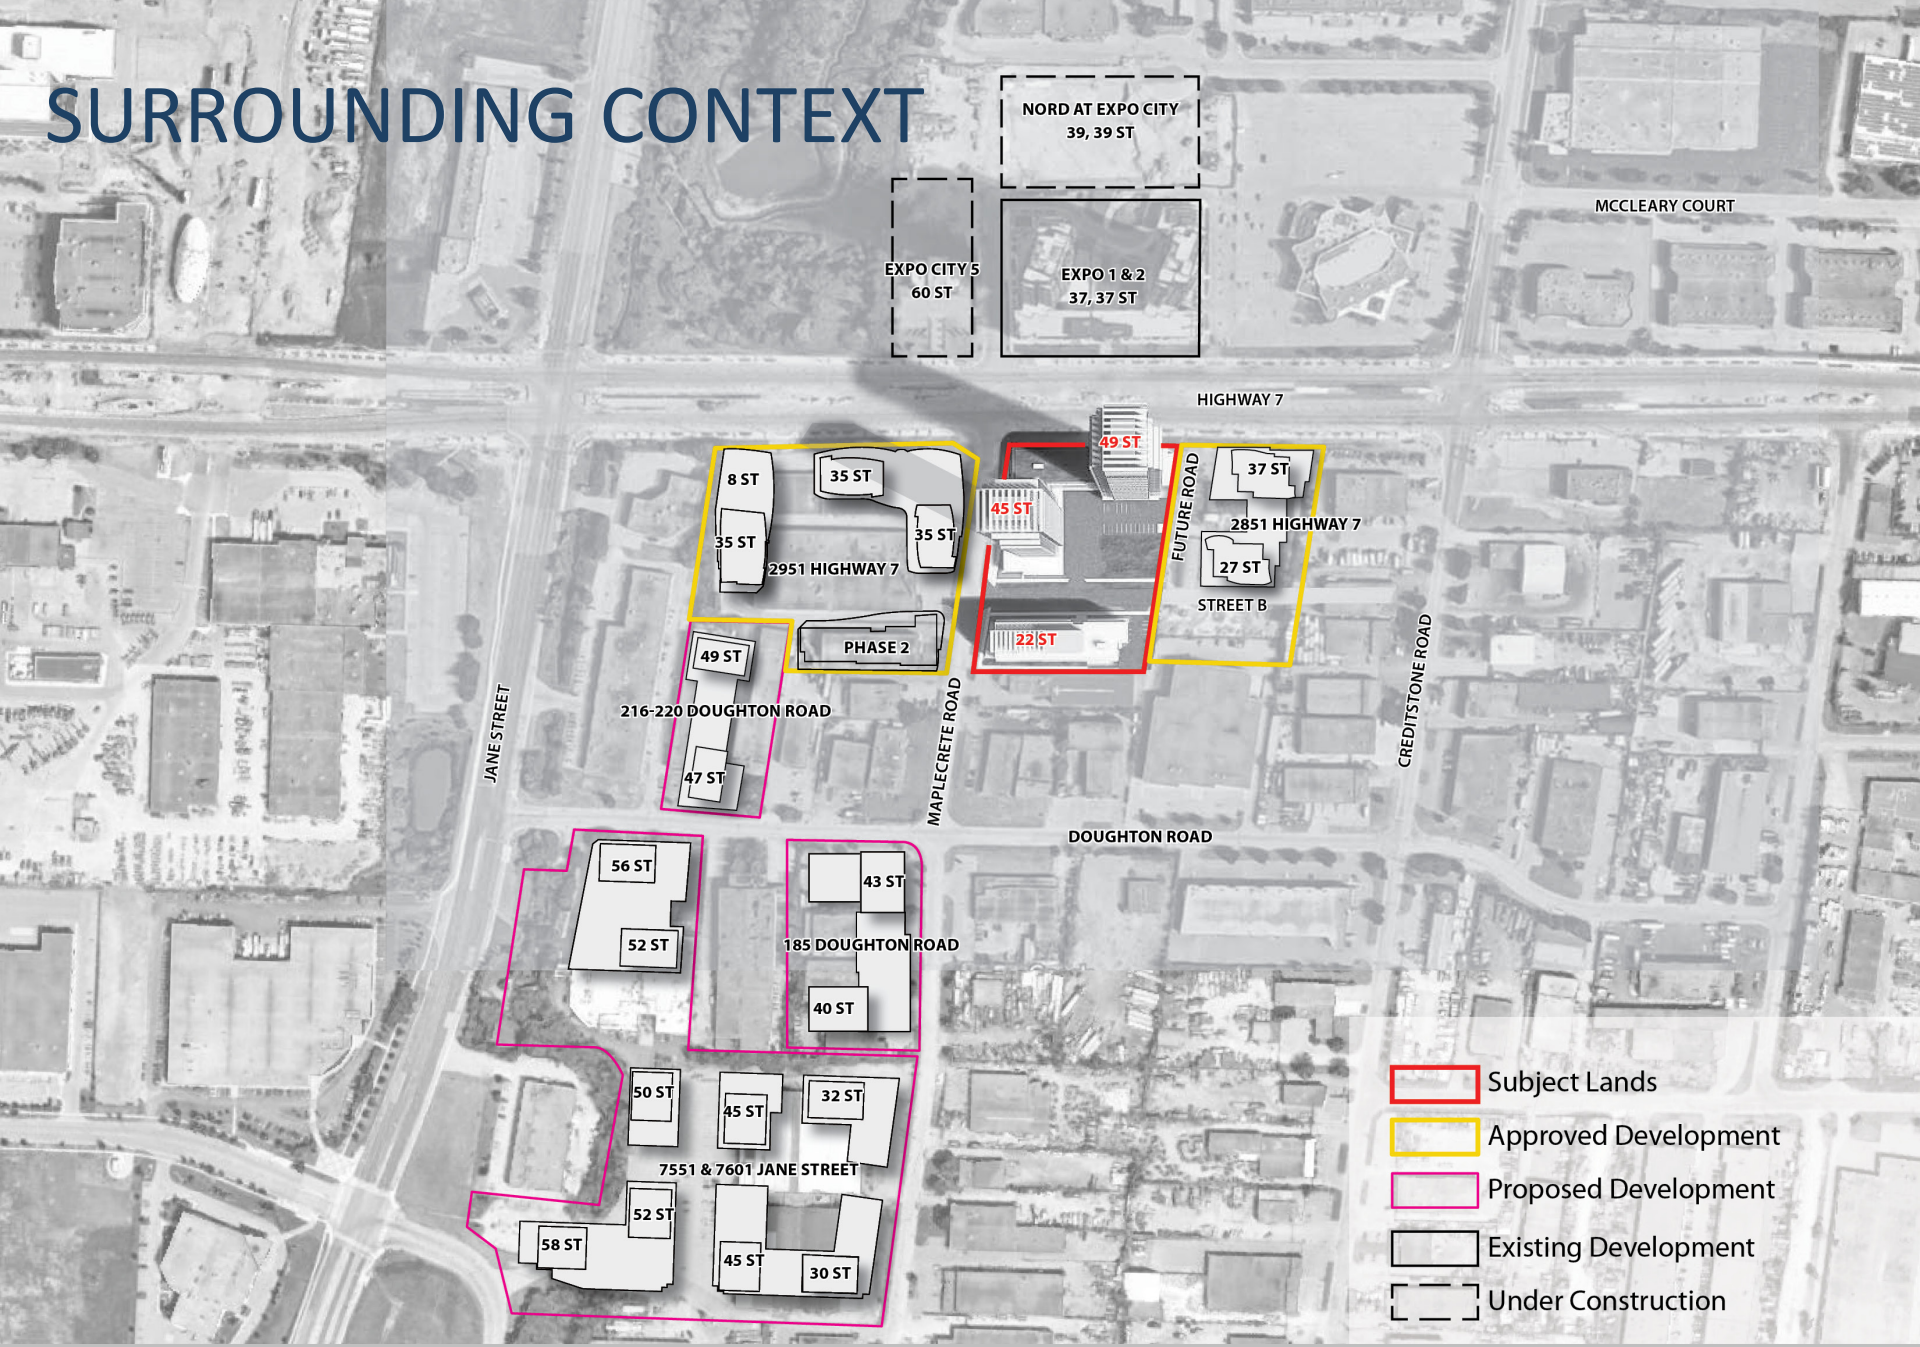 SURROUNDING CONTEXT
NORD AT EXPO CITY
39, 39 ST
MCCLEARY COURT
EXPO CITY 5
60 ST
EXPO 1 & 2
37, 37 ST
HIGHWAY 7
49 ST
8 ST
35 ST
37 ST
45 ST
FUTURE ROAD
2851 HIGHWAY 7
35 ST
35 ST
2951 HIGHWAY 7
27 ST
STREET B
22 ST
PHASE 2
49 ST
CREDITSTONE ROAD
216-220 DOUGHTON ROAD
JANE STREET
MAPLECRETE ROAD
47 ST
DOUGHTON ROAD
56 ST
43 ST
52 ST
185 DOUGHTON ROAD
40 ST
50 ST
45 ST
32 ST
7551 & 7601 JANE STREET
52 ST
58 ST
45 ST
30 ST
Subject Lands
Approved Development
Proposed Development
Existing Development
Under Construction